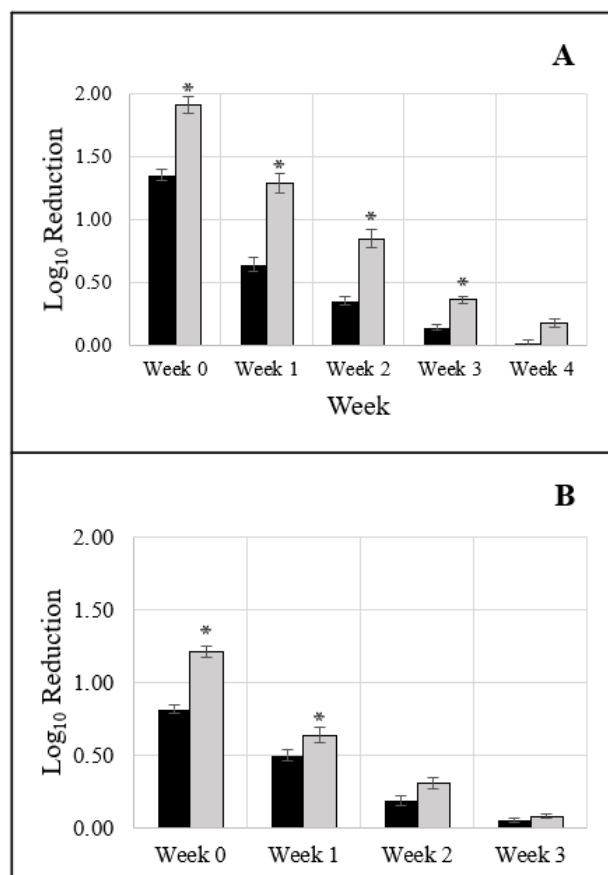 A
2.00
1.50
1.00
0.50
0.00
Log₁₀ Reduction
*
*
*
*
Week 0 Week 1 Week 2 Week 3 Week 4
Week
B
2.00
1.50
1.00
0.50
0.00
Log₁₀ Reduction
*
*
Week 0 Week 1 Week 2 Week 3